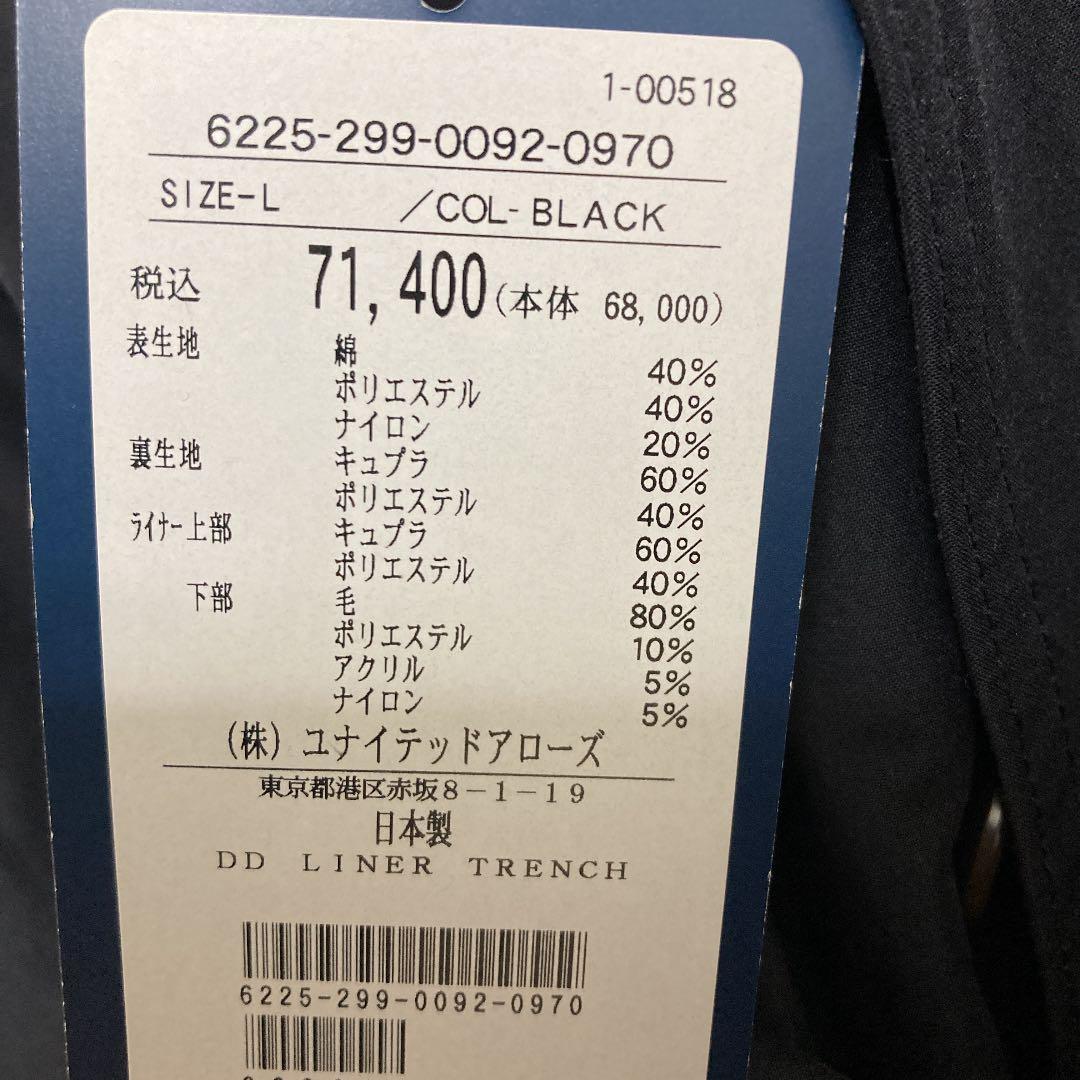 1-00518
6225-299-0092-0970
SIZE-L /COL-BLACK
税込 71,400(本体 68,000)
表生地 綿 40%
ポリエステル 40%
ナイロン 20%
裏生地 キュプラ 60%
ポリエステル 40%
ﾗｲﾅｰ上部 キュプラ 60%
ポリエステル 40%
下部 毛 80%
ポリエステル 10%
アクリル 5%
ナイロン 5%
(株)ユナイテッドアローズ
東京都港区赤坂8－1－19
日本製
DD LINER TRENCH
6225-299-0092-0970